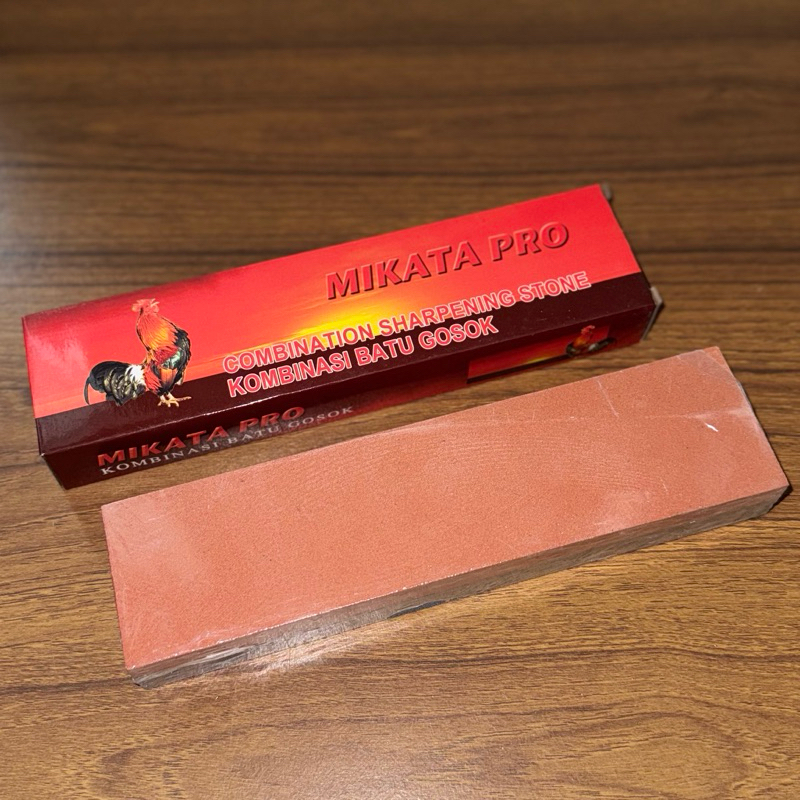 MIKATA PRO
COMBINATION SHARPENING STONE
KOMBINASI BATU GOSOK
MIKATA PRO
KOMBINASI BATU GOSOK